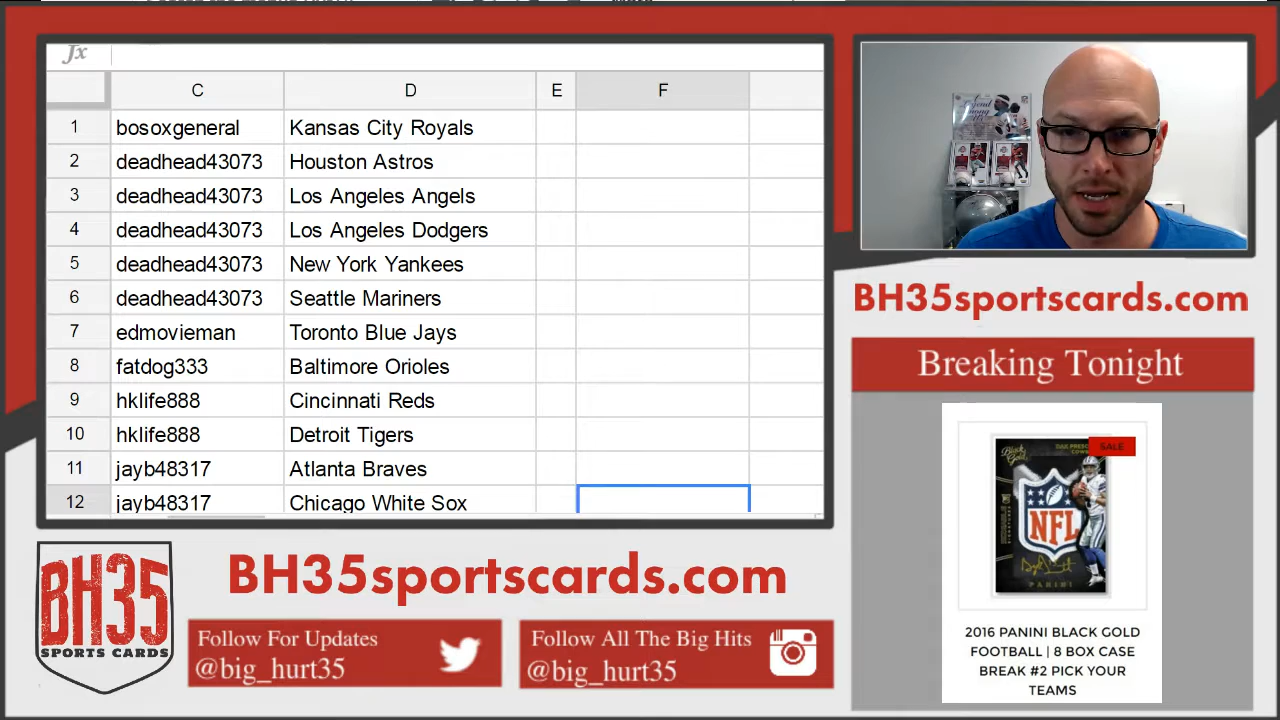 Jx
C D E F
1 bosoxgeneral Kansas City Royals
2 deadhead43073 Houston Astros
3 deadhead43073 Los Angeles Angels
4 deadhead43073 Los Angeles Dodgers
5 deadhead43073 New York Yankees
6 deadhead43073 Seattle Mariners
7 edmovieman Toronto Blue Jays
8 fatdog333 Baltimore Orioles
9 hklife888 Cincinnati Reds
10 hklife888 Detroit Tigers
11 jayb48317 Atlanta Braves
12 jayb48317 Chicago White Sox
BH35sportscards.com
Breaking Tonight
SALE
Black Gold
NFL
PANINI
2016 PANINI BLACK GOLD
FOOTBALL | 8 BOX CASE
BREAK #2 PICK YOUR
TEAMS
BH35
SPORTS CARDS
BH35sportscards.com
Follow For Updates
@big_hurt35
Follow All The Big Hits
@big_hurt35